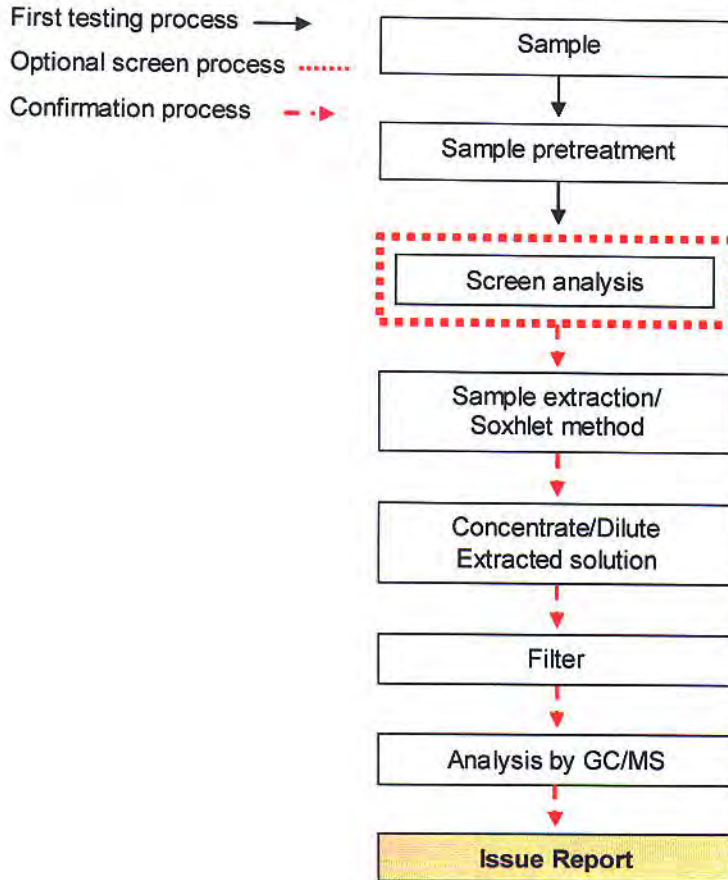 First testing process
Optional screen process
Confirmation process
Sample
Sample pretreatment
Screen analysis
Sample extraction/
Soxhlet method
Concentrate/Dilute
Extracted solution
Filter
Analysis by GC/MS
Issue Report